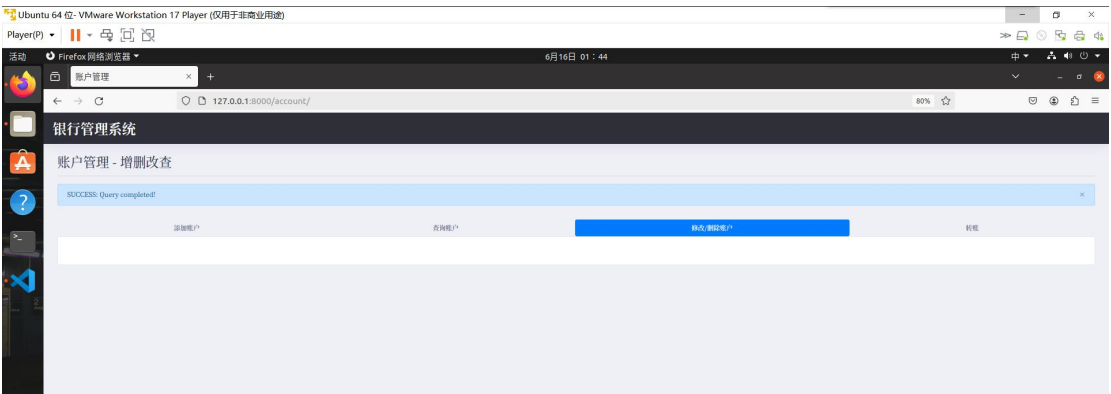 Ubuntu 64 位- VMware Workstation 17 Player (仅用于非商业用途)
Player(P)
活动 Firefox 网络浏览器 6月16日 01：44 中
账户管理
127.0.0.1:8000/account/ 80%
银行管理系统
账户管理 - 增删改查
SUCCESS: Query completed!
添加账户 查询账户 修改/删除账户 转账